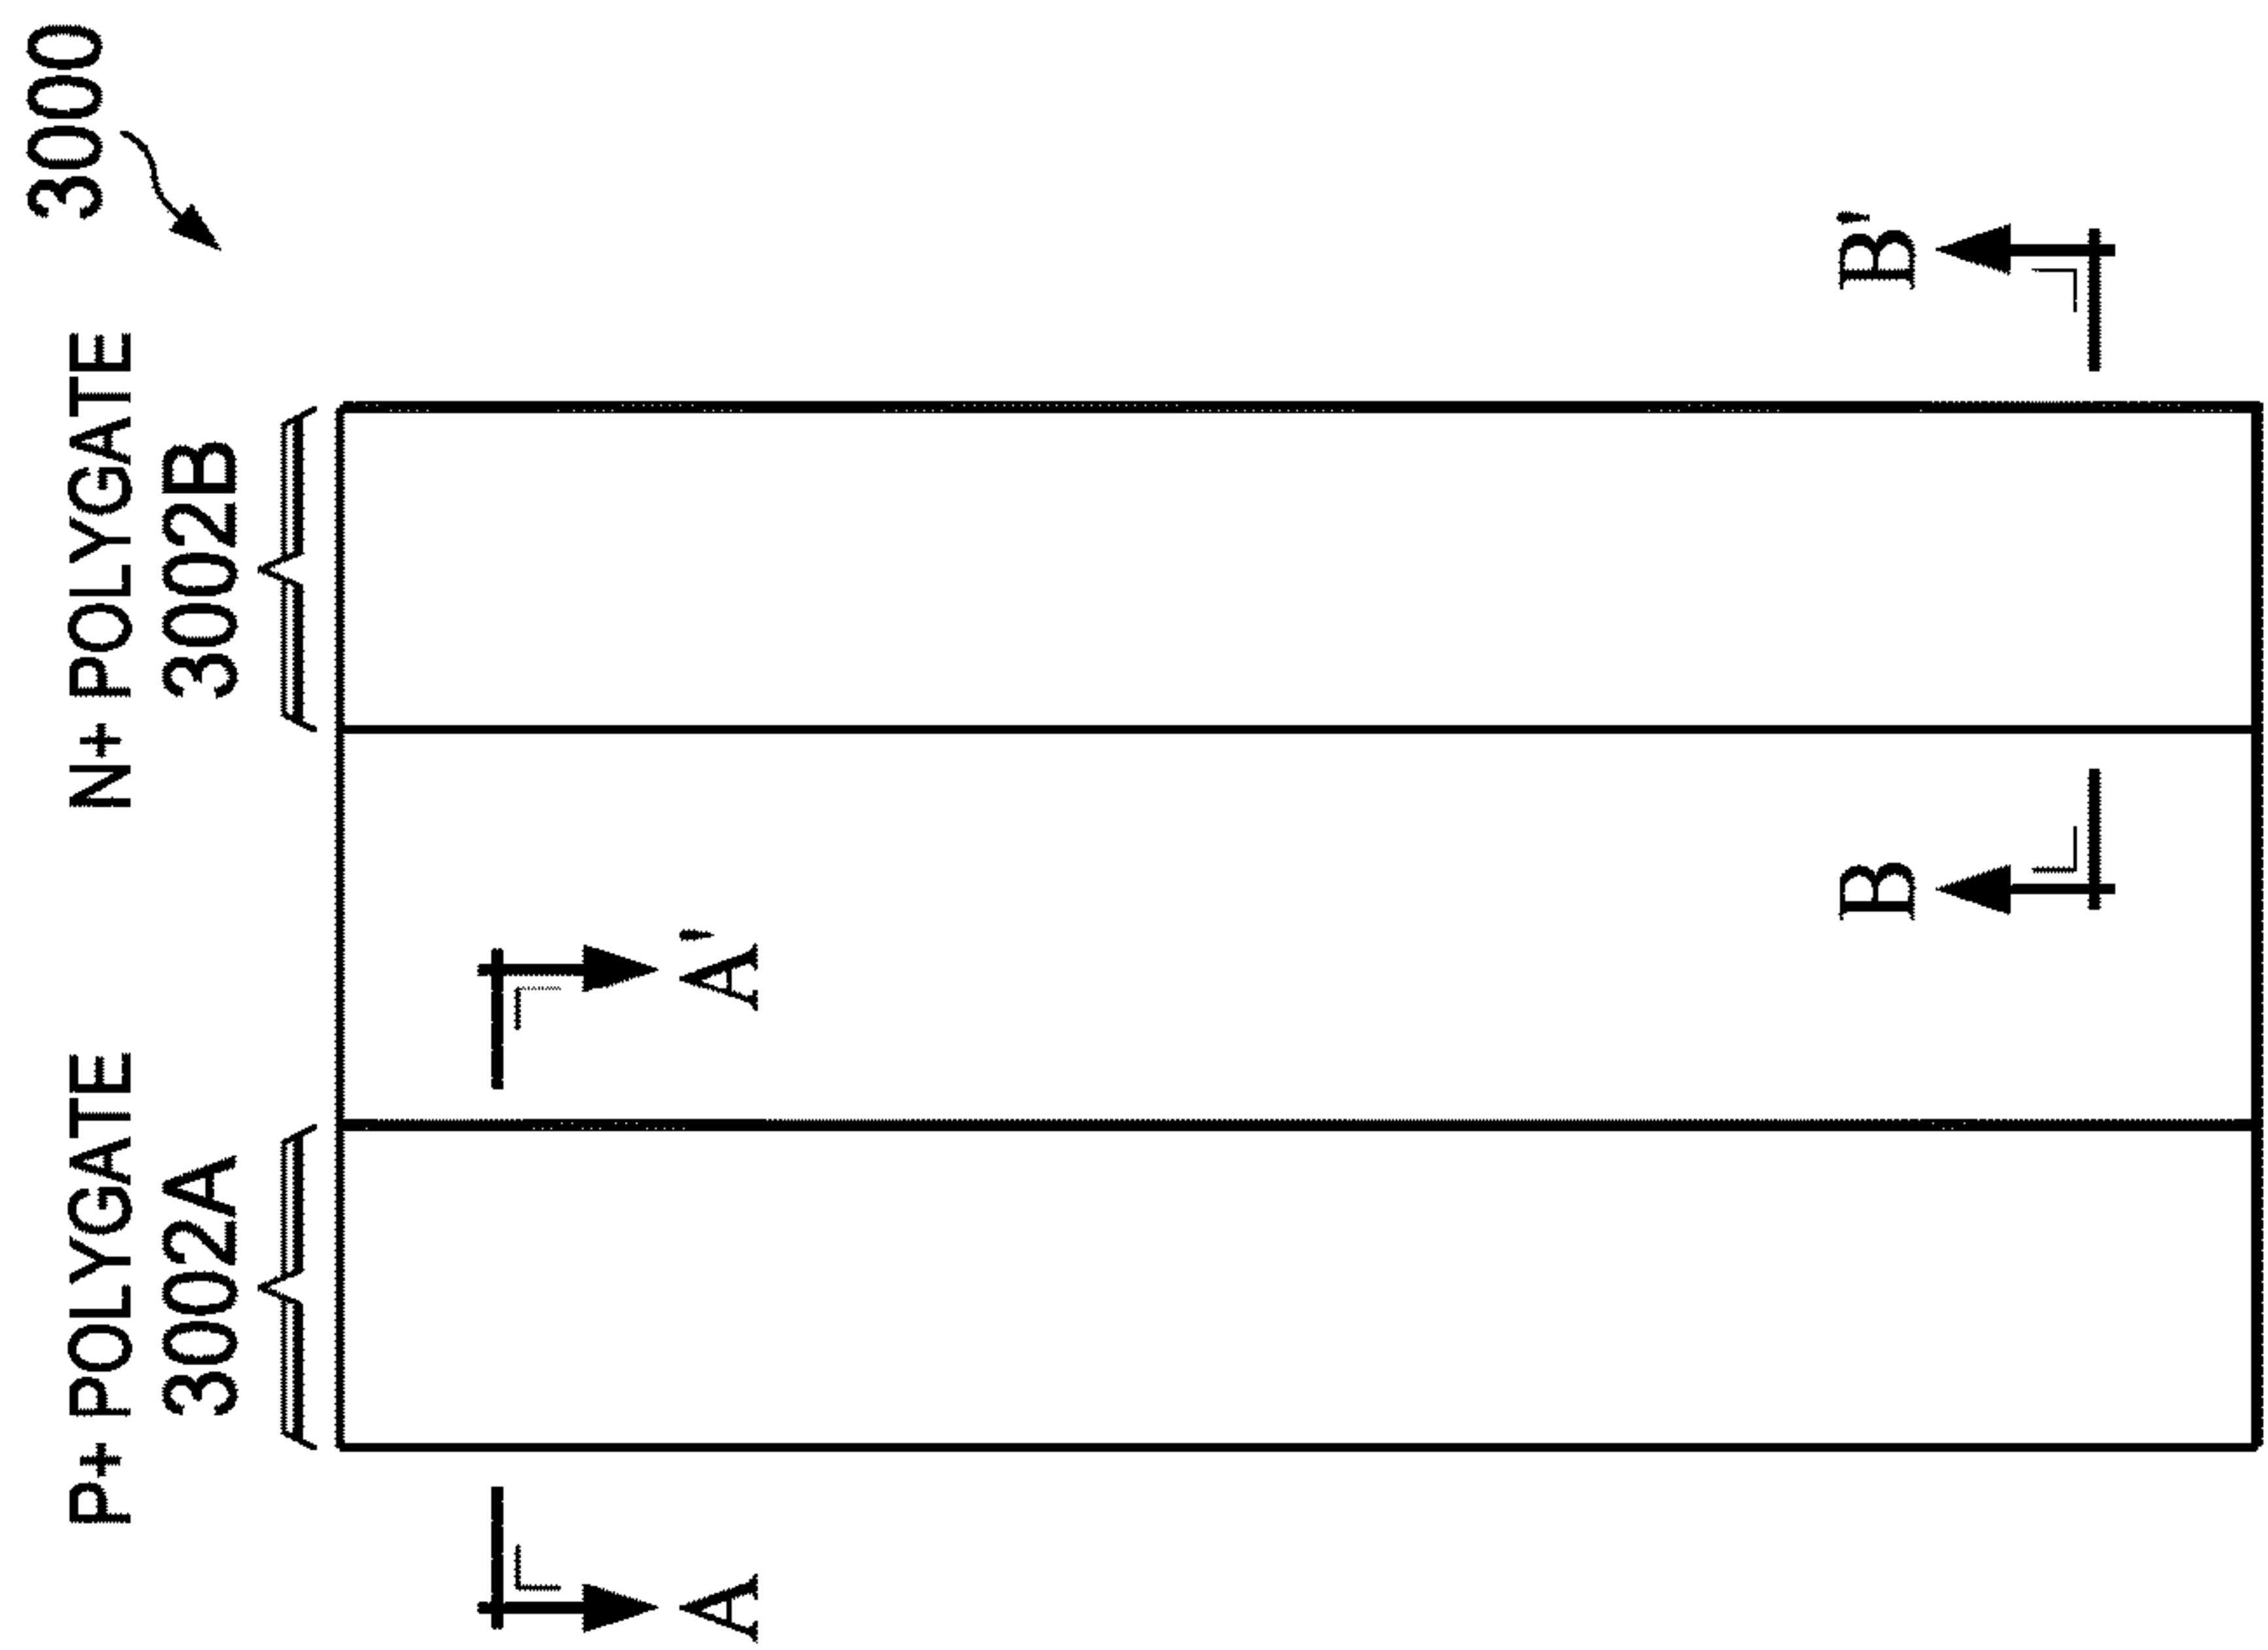 3000
P+ POLYGATE
3002A
N+ POLYGATE
3002B
A
A'
B
B'